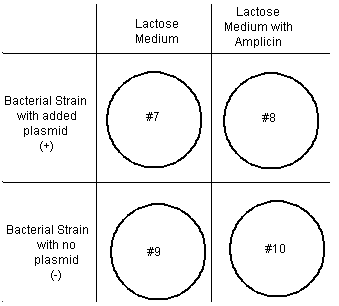 Lactose
Medium
Lactose
Medium with
Amplicin
Bacterial Strain
with added
plasmid
(+)
#7
#8
Bacterial Strain
with no
plasmid
(-)
#9
#10